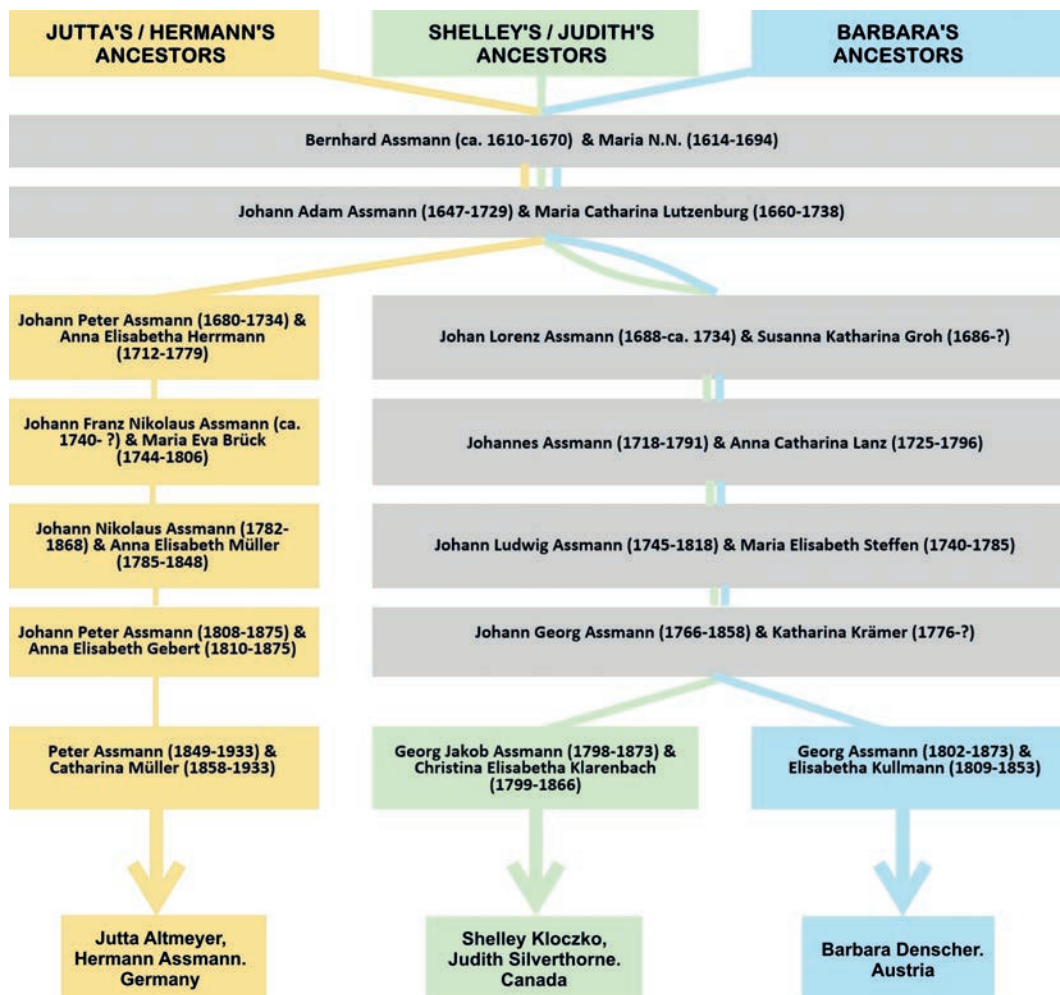 JUTTA'S / HERMANN'S
ANCESTORS
SHELLEY'S / JUDITH'S
ANCESTORS
BARBARA'S
ANCESTORS
Bernhard Assmann (ca. 1610-1670) & Maria N.N. (1614-1694)
Johann Adam Assmann (1647-1729) & Maria Catharina Lutzenburg (1660-1738)
Johann Peter Assmann (1680-1734) &
Anna Elisabetha Herrmann
(1712-1779)
Johan Lorenz Assmann (1688-ca. 1734) & Susanna Katharina Groh (1686-?)
Johann Franz Nikolaus Assmann (ca.
1740- ?) & Maria Eva Brück
(1744-1806)
Johannes Assmann (1718-1791) & Anna Catharina Lanz (1725-1796)
Johann Nikolaus Assmann (1782-
1868) & Anna Elisabeth Müller
(1785-1848)
Johann Ludwig Assmann (1745-1818) & Maria Elisabeth Steffen (1740-1785)
Johann Peter Assmann (1808-1875) &
Anna Elisabeth Gebert (1810-1875)
Johann Georg Assmann (1766-1858) & Katharina Krämer (1776-?)
Peter Assmann (1849-1933) &
Catharina Müller (1858-1933)
Georg Jakob Assmann (1798-1873) &
Christina Elisabetha Klarenbach
(1799-1866)
Georg Assmann (1802-1873) &
Elisabetha Kullmann (1809-1853)
Jutta Altmeyer,
Hermann Assmann.
Germany
Shelley Kloczko,
Judith Silverthorne.
Canada
Barbara Denscher.
Austria